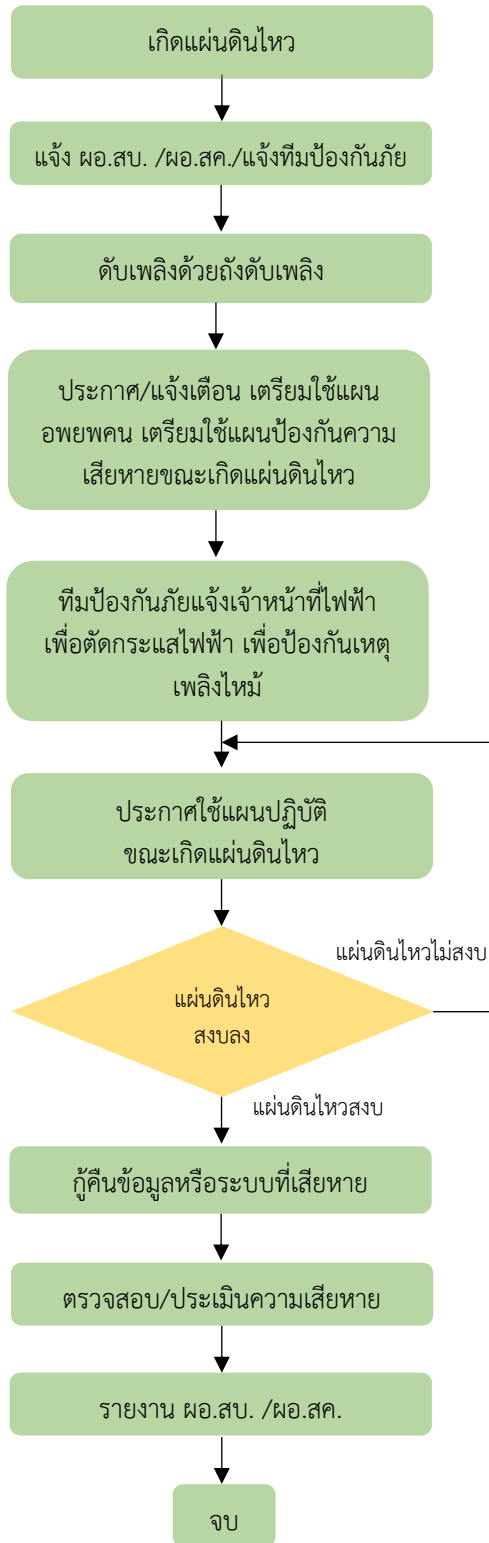 เกิดแผ่นดินไหว
แจ้ง ผอ.สบ. /ผอ.สค./แจ้งทีมป้องกันภัย
ดับเพลิงด้วยถังดับเพลิง
ประกาศ/แจ้งเตือน เตรียมใช้แผน
อพยพคน เตรียมใช้แผนป้องกันความ
เสียหายขณะเกิดแผ่นดินไหว
ทีมป้องกันภัยแจ้งเจ้าหน้าที่ไฟฟ้า
เพื่อตัดกระแสไฟฟ้า เพื่อป้องกันเหตุ
เพลิงไหม้
ประกาศใช้แผนปฏิบัติ
ขณะเกิดแผ่นดินไหว
แผ่นดินไหวไม่สงบ
แผ่นดินไหว
สงบลง
แผ่นดินไหวสงบ
กู้คืนข้อมูลหรือระบบที่เสียหาย
ตรวจสอบ/ประเมินความเสียหาย
รายงาน ผอ.สบ. /ผอ.สค.
จบ